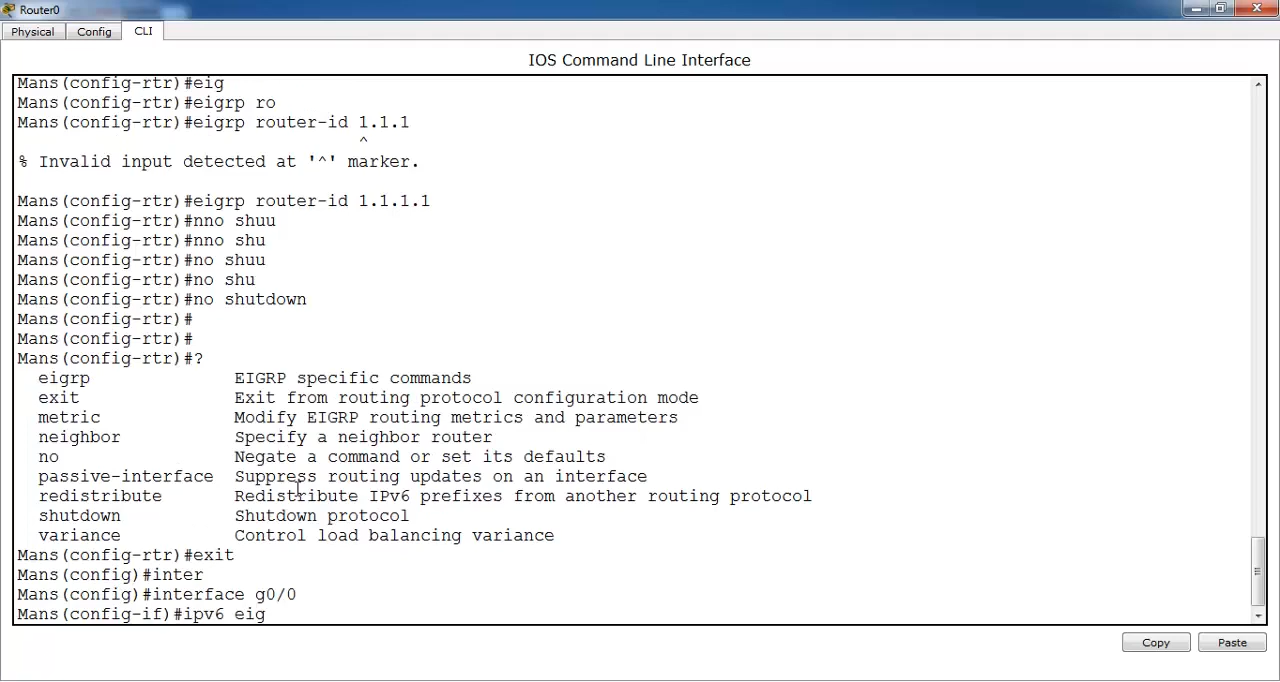 Router0
Physical Config CLI
IOS Command Line Interface
Mans(config-rtr)#eig
Mans(config-rtr)#eigrp ro
Mans(config-rtr)#eigrp router-id 1.1.1
^
% Invalid input detected at '^' marker.
Mans(config-rtr)#eigrp router-id 1.1.1.1
Mans(config-rtr)#nno shuu
Mans(config-rtr)#nno shu
Mans(config-rtr)#no shuu
Mans(config-rtr)#no shu
Mans(config-rtr)#no shutdown
Mans(config-rtr)#
Mans(config-rtr)#
Mans(config-rtr)#?
eigrp EIGRP specific commands
exit Exit from routing protocol configuration mode
metric Modify EIGRP routing metrics and parameters
neighbor Specify a neighbor router
no Negate a command or set its defaults
passive-interface Suppress routing updates on an interface
redistribute Redistribute IPv6 prefixes from another routing protocol
shutdown Shutdown protocol
variance Control load balancing variance
Mans(config-rtr)#exit
Mans(config)#inter
Mans(config)#interface g0/0
Mans(config-if)#ipv6 eig
Copy Paste